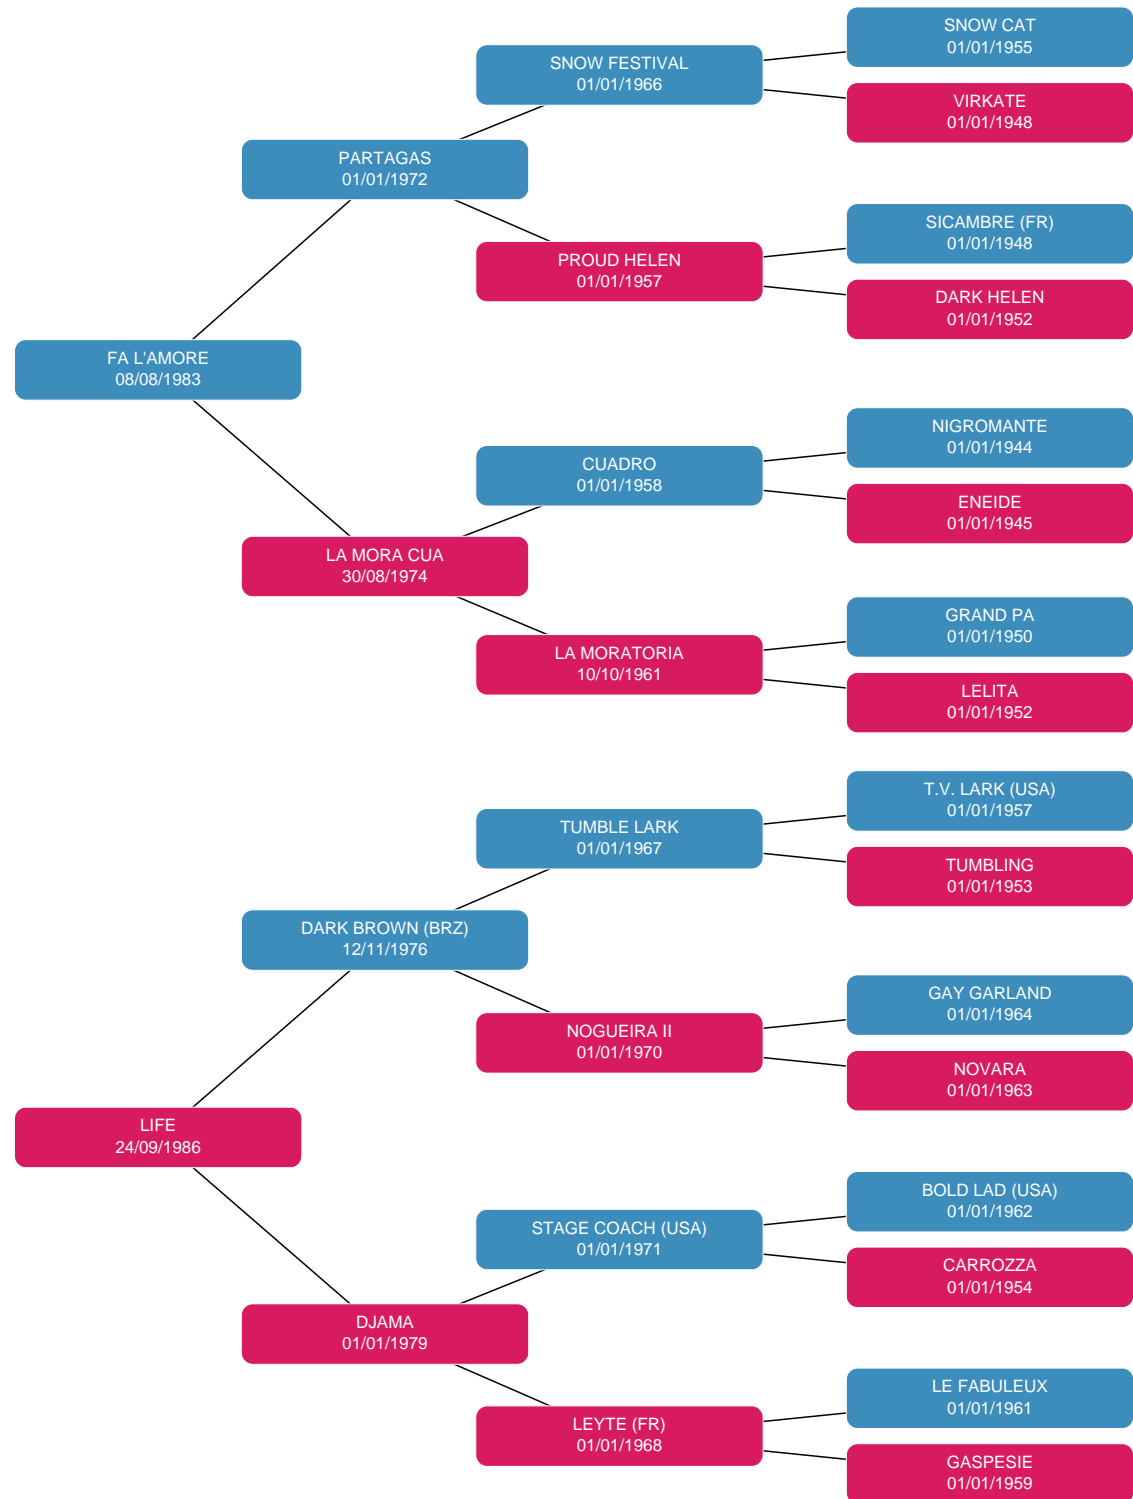 SNOW CAT
01/01/1955
SNOW FESTIVAL
01/01/1966
VIRKATE
01/01/1948
PARTAGAS
01/01/1972
SICAMBRE (FR)
01/01/1948
PROUD HELEN
01/01/1957
DARK HELEN
01/01/1952
FA L'AMORE
08/08/1983
NIGROMANTE
01/01/1944
CUADRO
01/01/1958
ENEIDE
01/01/1945
LA MORA CUA
30/08/1974
GRAND PA
01/01/1950
LA MORATORIA
10/10/1961
LELITA
01/01/1952
T.V. LARK (USA)
01/01/1957
TUMBLE LARK
01/01/1967
TUMBLING
01/01/1953
DARK BROWN (BRZ)
12/11/1976
GAY GARLAND
01/01/1964
NOGUEIRA II
01/01/1970
NOVARA
01/01/1963
LIFE
24/09/1986
BOLD LAD (USA)
01/01/1962
STAGE COACH (USA)
01/01/1971
CARROZZA
01/01/1954
DJAMA
01/01/1979
LE FABULEUX
01/01/1961
LEYTE (FR)
01/01/1968
GASPESIE
01/01/1959